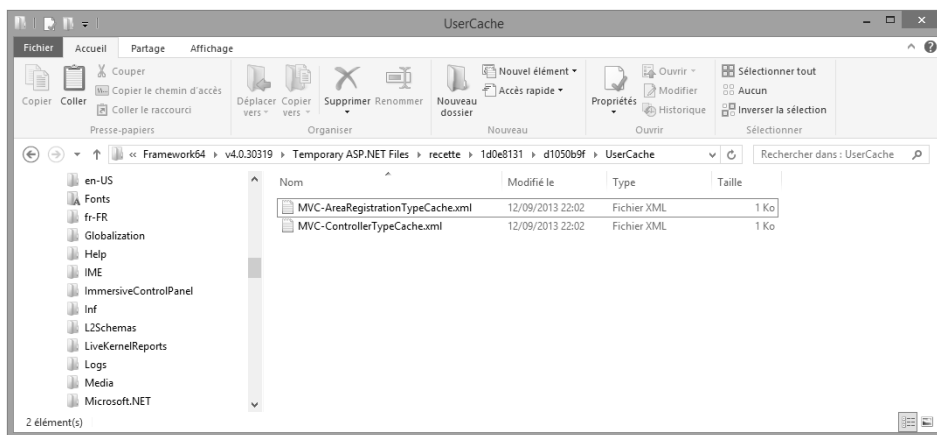 UserCache
Fichier Accueil Partage Affichage
Copier
Coller
Couper
Copier le chemin d'accès
Coller le raccourci
Presse-papiers
Déplacer vers
Copier vers
Supprimer
Renommer
Organiser
Nouveau dossier
Nouvel élément
Accès rapide
Nouveau
Propriétés
Ouvrir
Modifier
Historique
Ouvrir
Sélectionner tout
Aucun
Inverser la sélection
Sélectionner
« Framework64 v4.0.30319 Temporary ASP.NET Files recette 1d0e8131 d1050b9f UserCache
Rechercher dans : UserCache
en-US
Fonts
fr-FR
Globalization
Help
IME
ImmersiveControlPanel
Inf
L2Schemas
LiveKernelReports
Logs
Media
Microsoft.NET
Nom Modifié le Type Taille
MVC-AreaRegistrationTypeCache.xml 12/09/2013 22:02 Fichier XML 1 Ko
MVC-ControllerTypeCache.xml 12/09/2013 22:02 Fichier XML 1 Ko
2 élément(s)